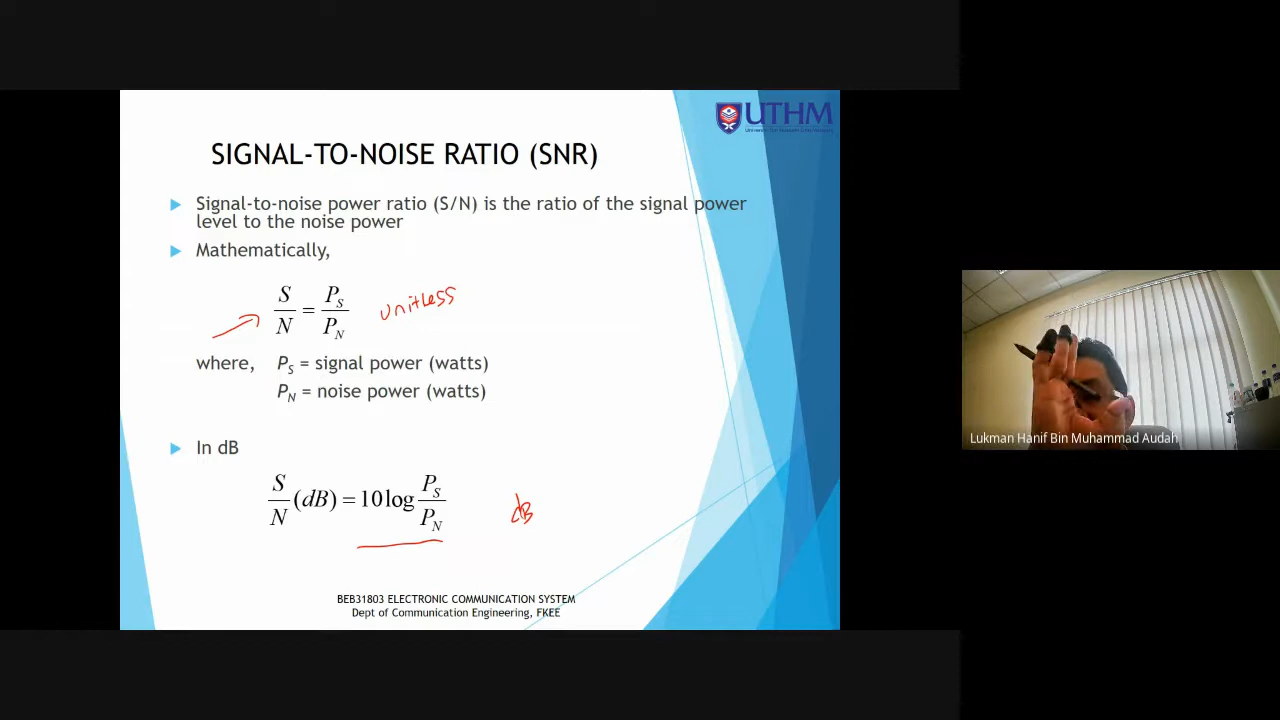 UTHM
SIGNAL-TO-NOISE RATIO (SNR)
Signal-to-noise power ratio (S/N) is the ratio of the signal power
level to the noise power
Mathematically,
S/N = P_S/P_N unitless
where, P_S = signal power (watts)
P_N = noise power (watts)
In dB
S/N (dB) = 10 log P_S/P_N dB
BEB31803 ELECTRONIC COMMUNICATION SYSTEM
Dept of Communication Engineering, FKEE
Lukman Hanif Bin Muhammad Audah